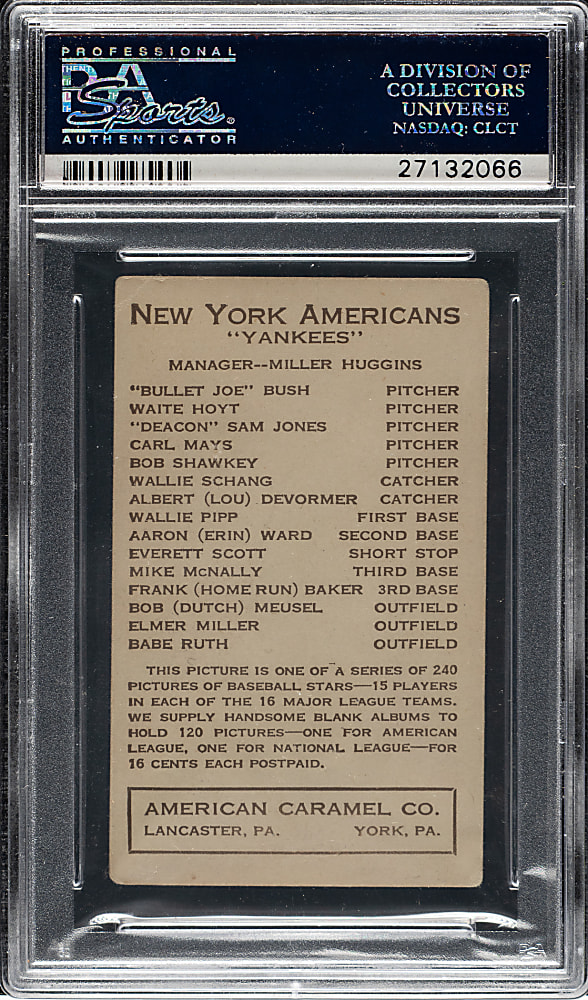 PROFESSIONAL
PSA
Sports®
AUTHENTICATOR
A DIVISION OF
COLLECTORS
UNIVERSE
NASDAQ: CLCT
27132066
NEW YORK AMERICANS
"YANKEES"
MANAGER--MILLER HUGGINS
"BULLET JOE" BUSH PITCHER
WAITE HOYT PITCHER
"DEACON" SAM JONES PITCHER
CARL MAYS PITCHER
BOB SHAWKEY PITCHER
WALLIE SCHANG CATCHER
ALBERT (LOU) DEVORMER CATCHER
WALLIE PIPP FIRST BASE
AARON (ERIN) WARD SECOND BASE
EVERETT SCOTT SHORT STOP
MIKE MCNALLY THIRD BASE
FRANK (HOME RUN) BAKER 3RD BASE
BOB (DUTCH) MEUSEL OUTFIELD
ELMER MILLER OUTFIELD
BABE RUTH OUTFIELD
THIS PICTURE IS ONE OF A SERIES OF 240
PICTURES OF BASEBALL STARS—15 PLAYERS
IN EACH OF THE 16 MAJOR LEAGUE TEAMS.
WE SUPPLY HANDSOME BLANK ALBUMS TO
HOLD 120 PICTURES—ONE FOR AMERICAN
LEAGUE, ONE FOR NATIONAL LEAGUE—FOR
16 CENTS EACH POSTPAID.
AMERICAN CARAMEL CO.
LANCASTER, PA. YORK, PA.